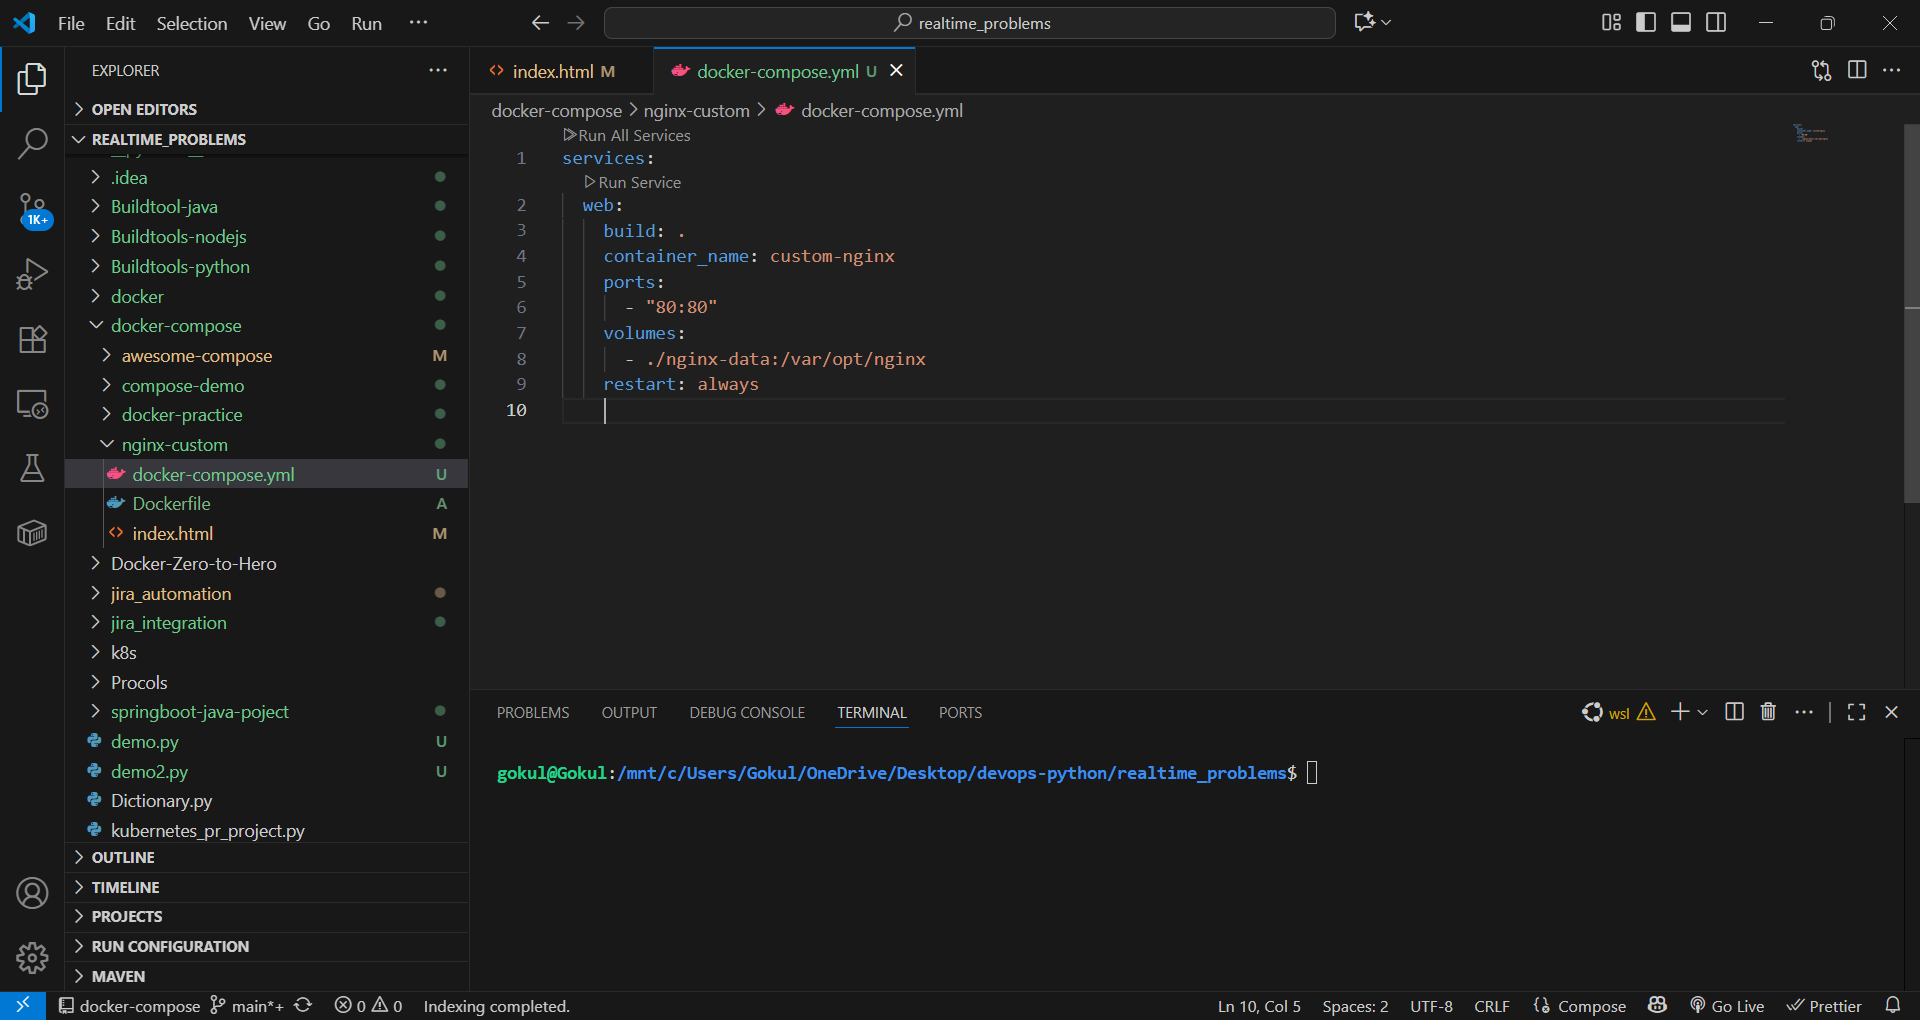 File Edit Selection View Go Run ··· realtime_problems
EXPLORER
OPEN EDITORS
REALTIME_PROBLEMS
.idea
Buildtool-java
Buildtools-nodejs
Buildtools-python
docker
docker-compose
awesome-compose M
compose-demo
docker-practice
nginx-custom
docker-compose.yml U
Dockerfile A
index.html M
Docker-Zero-to-Hero
jira_automation
jira_integration
k8s
Procols
springboot-java-poject
demo.py U
demo2.py U
Dictionary.py
kubernetes_pr_project.py
OUTLINE
TIMELINE
PROJECTS
RUN CONFIGURATION
MAVEN
1K+
index.html M docker-compose.yml U
docker-compose > nginx-custom > docker-compose.yml
Run All Services
1 services:
Run Service
2 web:
3 build: .
4 container_name: custom-nginx
5 ports:
6 - "80:80"
7 volumes:
8 - ./nginx-data:/var/opt/nginx
9 restart: always
10
PROBLEMS OUTPUT DEBUG CONSOLE TERMINAL PORTS wsl
gokul@Gokul:/mnt/c/Users/Gokul/OneDrive/Desktop/devops-python/realtime_problems$
docker-compose main*+ 0 0 Indexing completed. Ln 10, Col 5 Spaces: 2 UTF-8 CRLF Compose Go Live Prettier